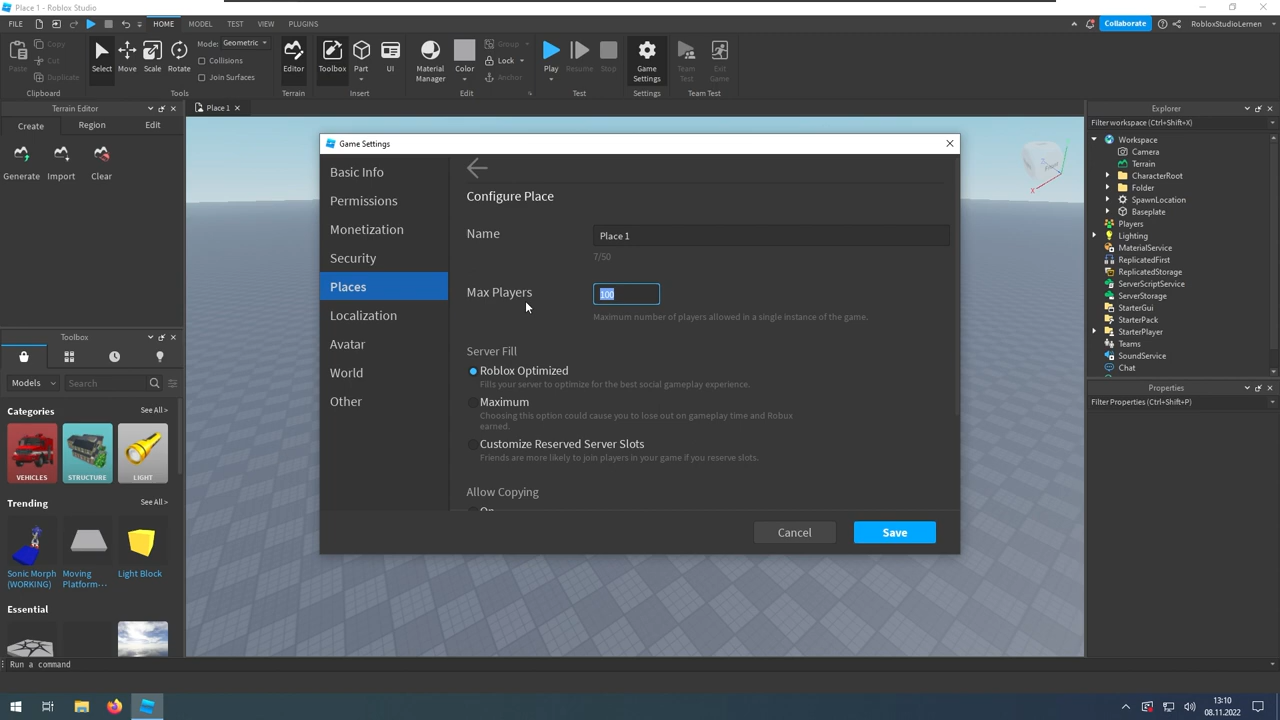 Place 1 - Roblox Studio
FILE
HOME MODEL TEST VIEW PLUGINS
Collaborate RobloxStudioLernen
Paste Copy Cut Duplicate
Clipboard
Select Move Scale Rotate
Mode: Geometric
Collisions
Join Surfaces
Tools
Editor
Terrain
Toolbox Part UI
Insert
Material Manager Color
Group
Lock
Anchor
Edit
Play Resume Stop
Test
Game Settings
Settings
Team Test Exit Game
Team Test
Terrain Editor
Create Region Edit
Generate Import Clear
Place 1
Game Settings
Basic Info
Permissions
Monetization
Security
Places
Localization
Avatar
World
Other
Configure Place
Name Place 1
7/50
Max Players 100
Maximum number of players allowed in a single instance of the game.
Server Fill
Roblox Optimized
Fills your server to optimize for the best social gameplay experience.
Maximum
Choosing this option could cause you to lose out on gameplay time and Robux
earned.
Customize Reserved Server Slots
Friends are more likely to join players in your game if you reserve slots.
Allow Copying
On
Cancel Save
Explorer
Filter workspace (Ctrl+Shift+X)
Workspace
Camera
Terrain
CharacterRoot
Folder
SpawnLocation
Baseplate
Players
Lighting
MaterialService
ReplicatedFirst
ReplicatedStorage
ServerScriptService
ServerStorage
StarterGui
StarterPack
StarterPlayer
Teams
SoundService
Chat
Properties
Filter Properties (Ctrl+Shift+P)
Toolbox
Models Search
Categories See All >
VEHICLES STRUCTURE LIGHT
Trending See All >
Sonic Morph (WORKING) Moving Platform··· Light Block
Essential See All >
Run a command
13:10
08.11.2022